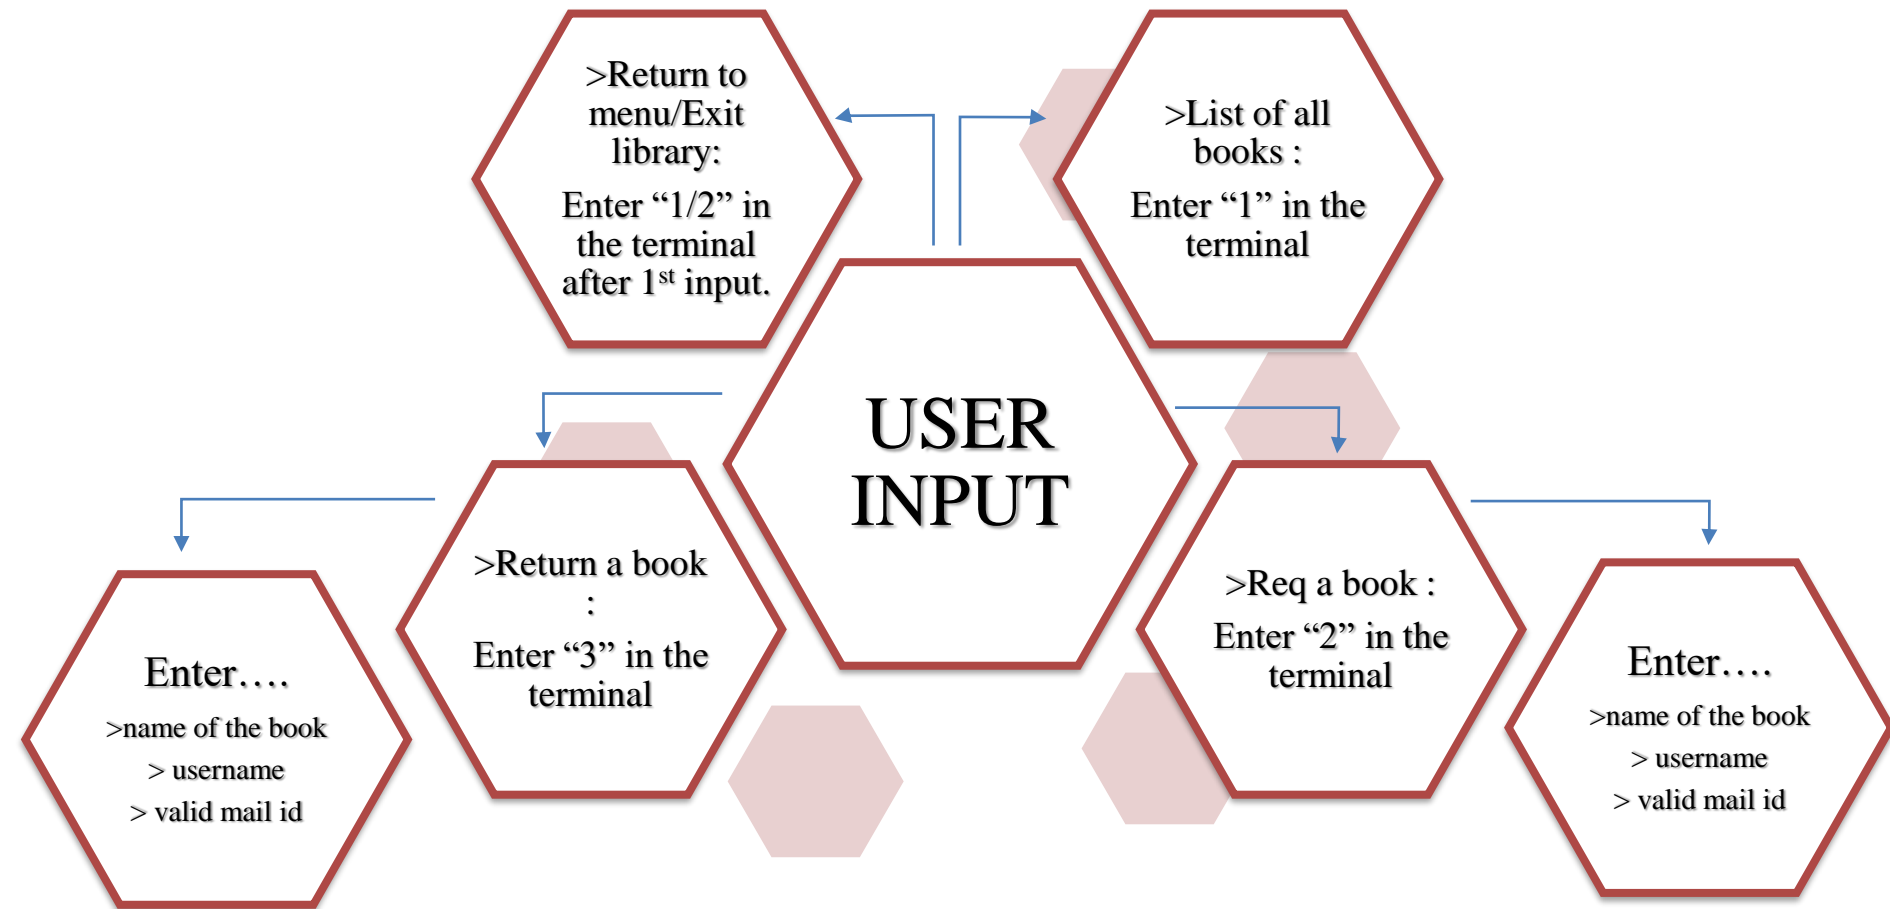 >Return to
menu/Exit
library:
Enter “1/2” in
the terminal
after 1st input.
>List of all
books :
Enter “1” in the
terminal
USER
INPUT
>Return a book
:
Enter “3” in the
terminal
>Req a book :
Enter “2” in the
terminal
Enter….
>name of the book
> username
> valid mail id
Enter….
>name of the book
> username
> valid mail id